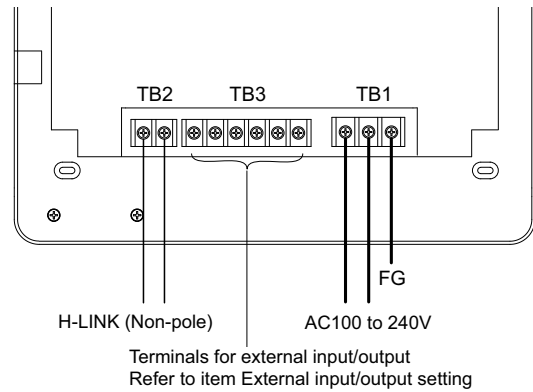 TB2 TB3 TB1
FG
H-LINK (Non-pole) AC100 to 240V
Terminals for external input/output
Refer to item External input/output setting